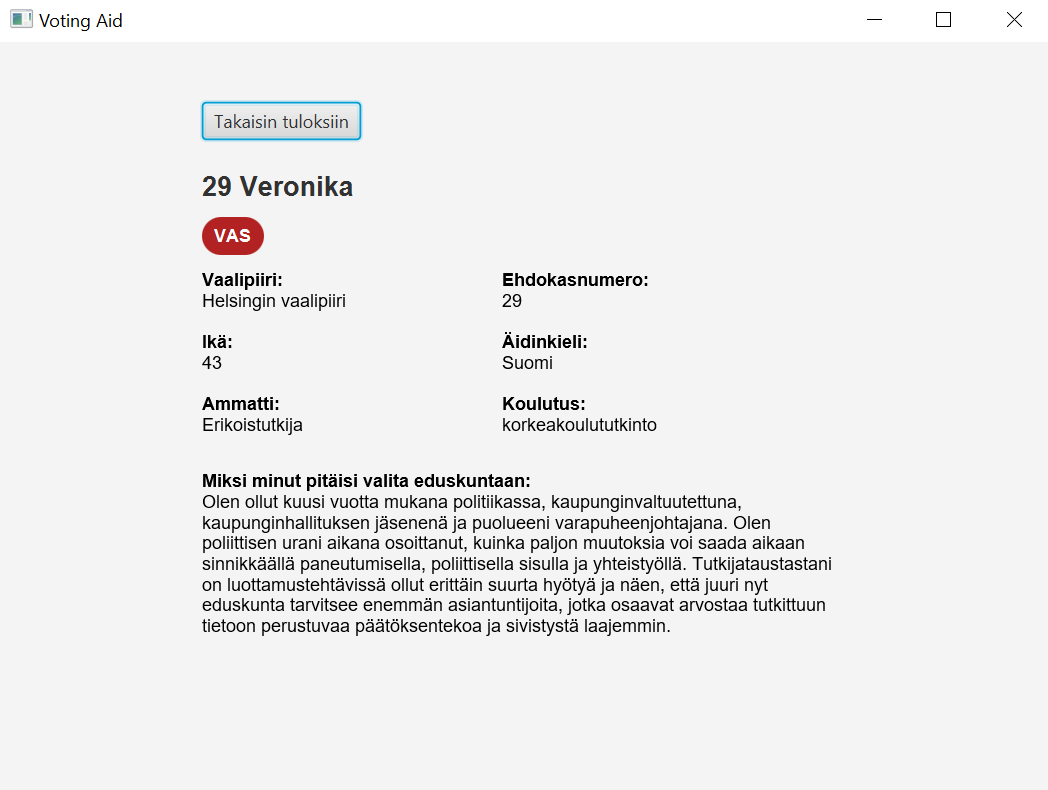 Voting Aid
Takaisin tuloksiin
29 Veronika
VAS
Vaalipiiri:
Helsingin vaalipiiri
Ehdokasnumero:
29
Ikä:
43
Äidinkieli:
Suomi
Ammatti:
Erikoistutkija
Koulutus:
korkeakoulututkinto
Miksi minut pitäisi valita eduskuntaan:
Olen ollut kuusi vuotta mukana politiikassa, kaupunginvaltuutettuna,
kaupunginhallituksen jäsenenä ja puolueeni varapuheenjohtajana. Olen
poliittisen urani aikana osoittanut, kuinka paljon muutoksia voi saada aikaan
sinnikkäällä paneutumisella, poliittisella sisulla ja yhteistyöllä. Tutkijataustastani
on luottamustehtävissä ollut erittäin suurta hyötyä ja näen, että juuri nyt
eduskunta tarvitsee enemmän asiantuntijoita, jotka osaavat arvostaa tutkittuun
tietoon perustuvaa päätöksentekoa ja sivistystä laajemmin.